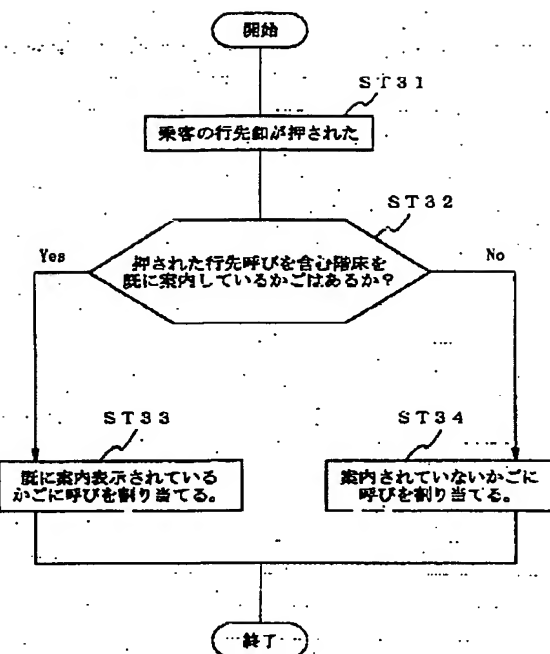 開始
ST31
乗客の行先釦が押された
ST32
押された行先呼びを含む階床を
既に案内しているかごはあるか？
Yes
No
ST33
既に案内表示されている
かごに呼びを割り当てる。
ST34
案内されていないかごに
呼びを割り当てる。
終了